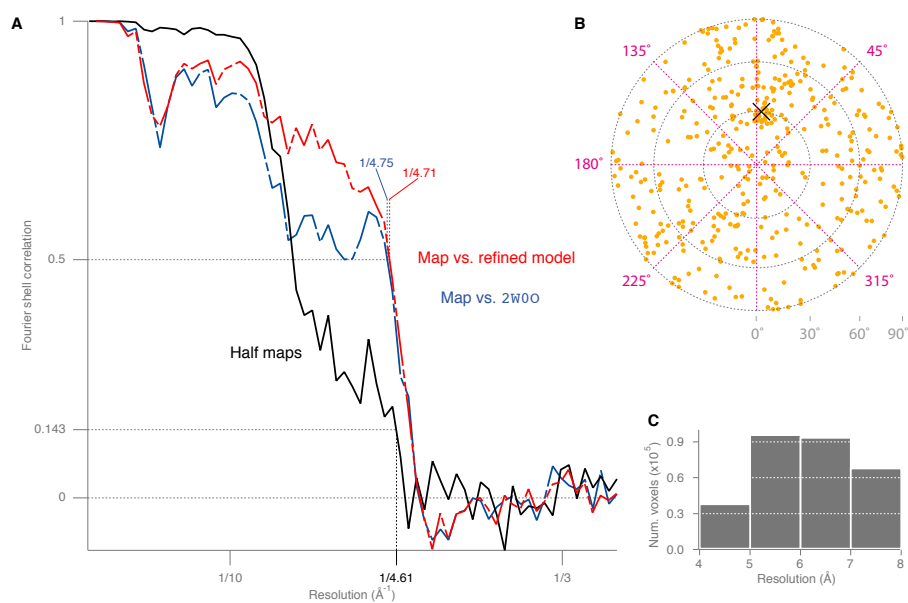 A
1
0.5
0.143
0
Fourier shell correlation
1/4.75
1/4.71
Map vs. refined model
Map vs. 2W0O
Half maps
1/10
1/4.61
1/3
Resolution (Å⁻¹)
B
135˚
45˚
180˚
225˚
315˚
0˚ 30˚ 60˚ 90˚
C
0.9
0.6
0.3
0.0
Num. voxels (x10⁵)
4 5 6 7 8
Resolution (Å)